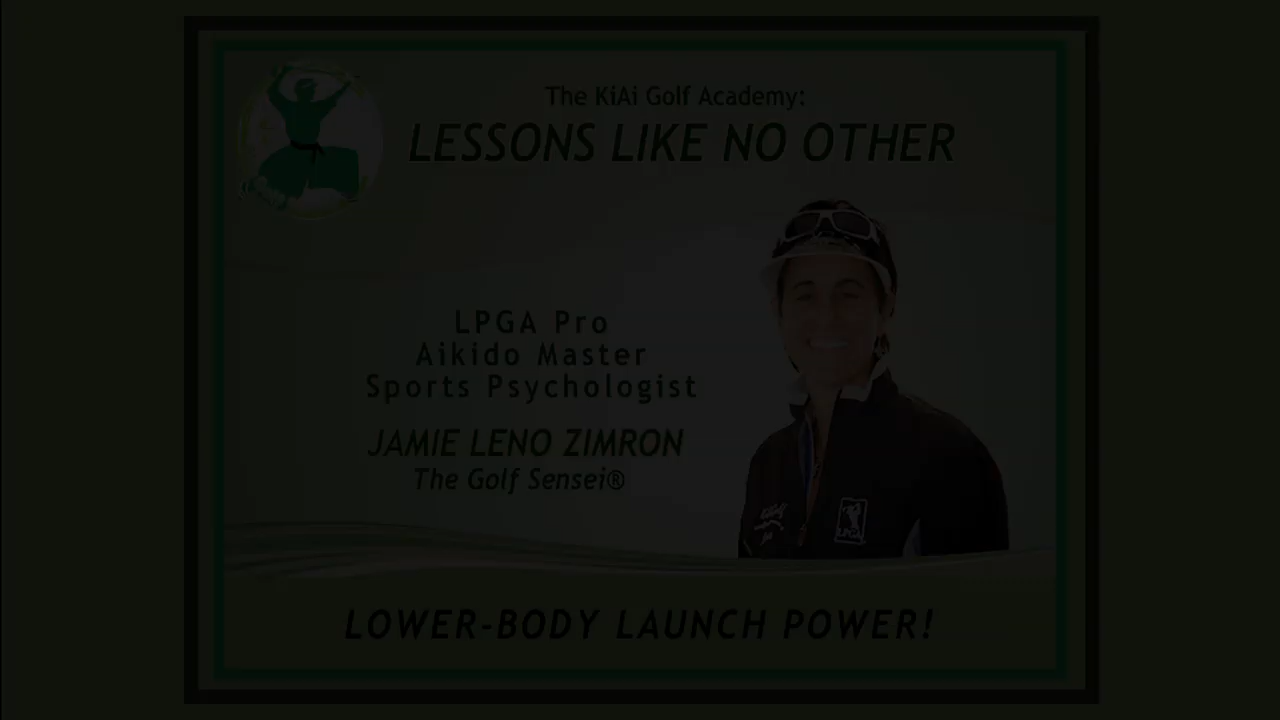 The KiAi Golf Academy:
LESSONS LIKE NO OTHER
LPGA Pro
Aikido Master
Sports Psychologist
JAMIE LENO ZIMRON
The Golf Sensei®
LPGA
LOWER-BODY LAUNCH POWER!